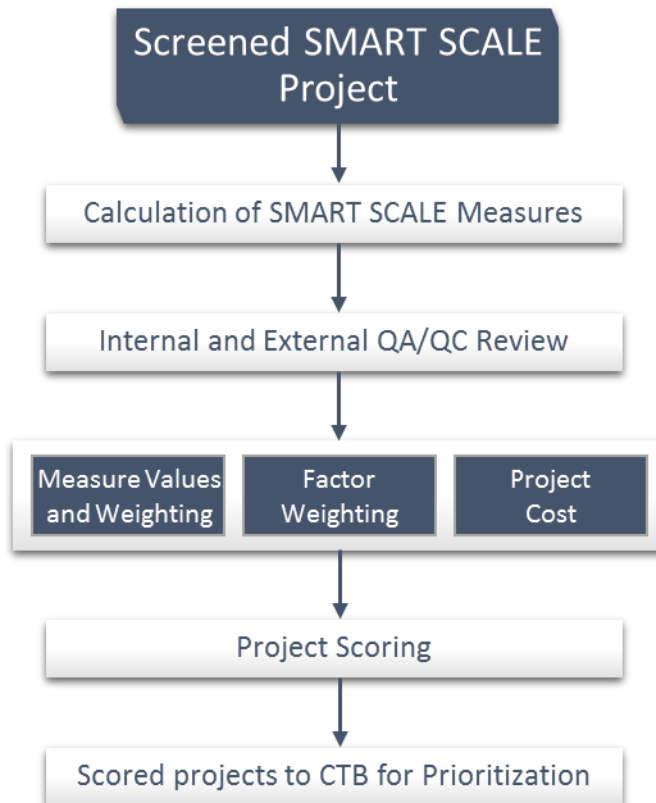 Screened SMART SCALE
Project
Calculation of SMART SCALE Measures
Internal and External QA/QC Review
Measure Values
and Weighting
Factor
Weighting
Project
Cost
Project Scoring
Scored projects to CTB for Prioritization